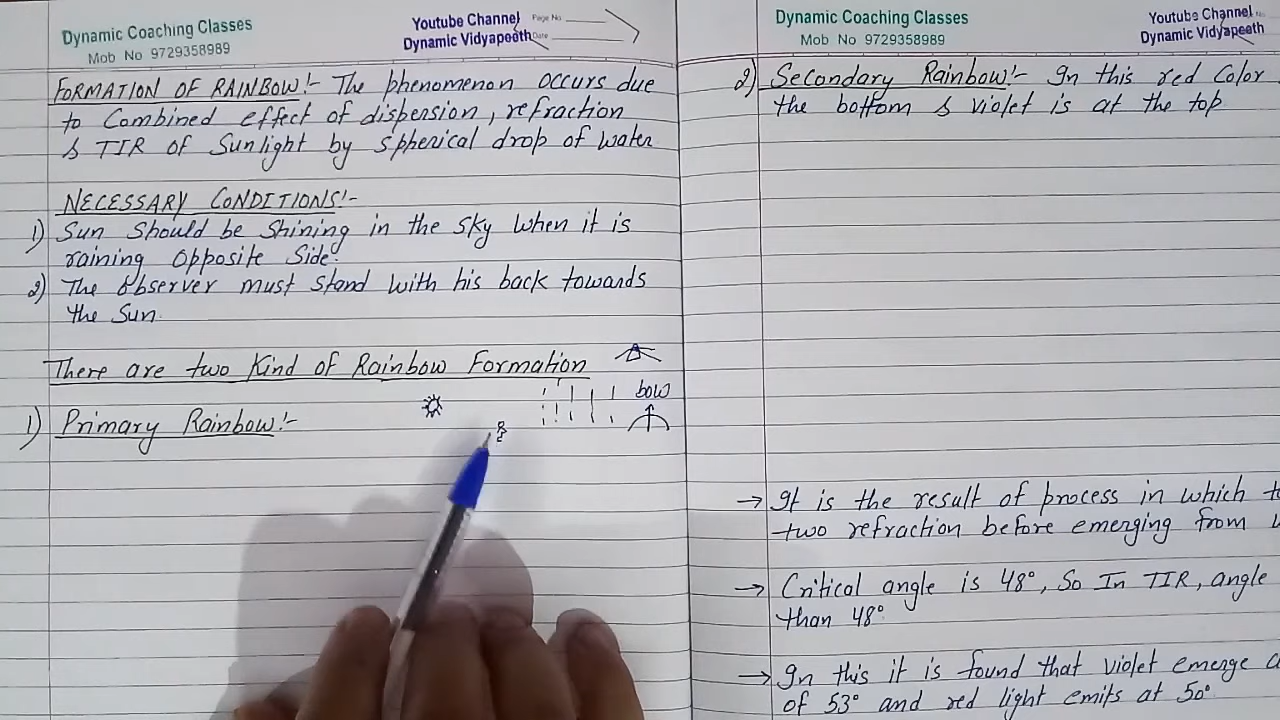 Dynamic Coaching Classes
Mob No 9729358989
Youtube Channel
Dynamic Vidyapeeth
Page No
Date
FORMATION OF RAINBOW:- The phenomenon occurs due
to Combined effect of dispension, refraction
& TIR of Sunlight by spherical drop of water
NECESSARY CONDITIONS:-
1) Sun should be shining in the sky when it is
raining opposite side.
2) The observer must stand with his back towards
the Sun.
There are two Kind of Rainbow Formation
bow
1) Primary Rainbow:-
Dynamic Coaching Classes
Mob No 9729358989
Youtube Channel
Dynamic Vidyapeeth
2) Secondary Rainbow:- In this red Color
the bottom & violet is at the top
→ It is the result of process in which
two refraction before emerging from
→ Critical angle is 48°, So In TIR, angle
than 48°
→ In this it is found that violet emerge
of 53° and red light emits at 50°